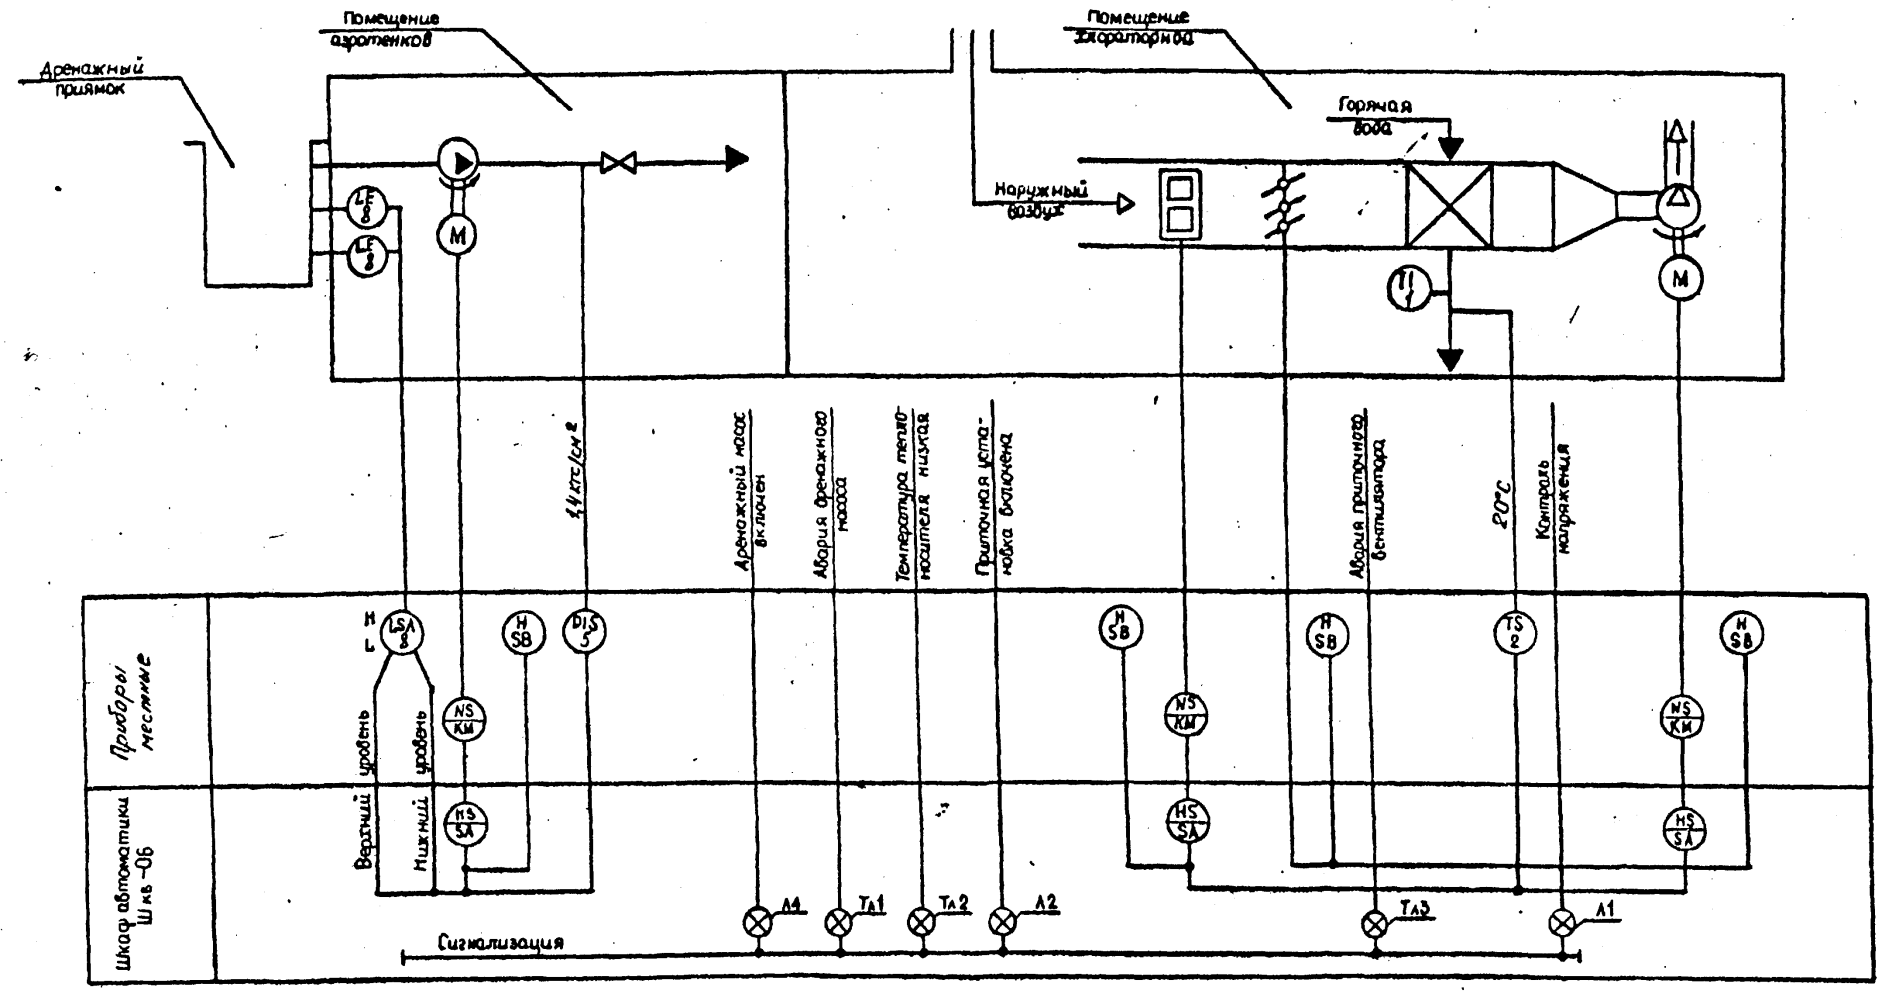 Помещение
аэротенков
Помещение
хлораторной
Дренажный
приямок
Горячая
вода
Наружный
воздух
LE
8
LE
8
M
TI
1
M
1,4 кгс/см²
Дренажный насос
включен
Авария дренажного
насоса
Температура тепло-
носителя низкая
Приточная уста-
новка включена
Авария приточного
вентилятора
20°С
Контроль
напряжения
Приборы
местные
H
L
LSA
8
H
SB
PIS
5
H
SB
H
SB
TS
2
H
SB
NS
KM
NS
KM
NS
KM
Верхний уровень
Нижний уровень
Шкаф автоматики
Шкв-06
HS
SA
HS
SA
HS
SA
Л4
Тл1
Тл2
Л2
Тл3
Л1
Сигнализация